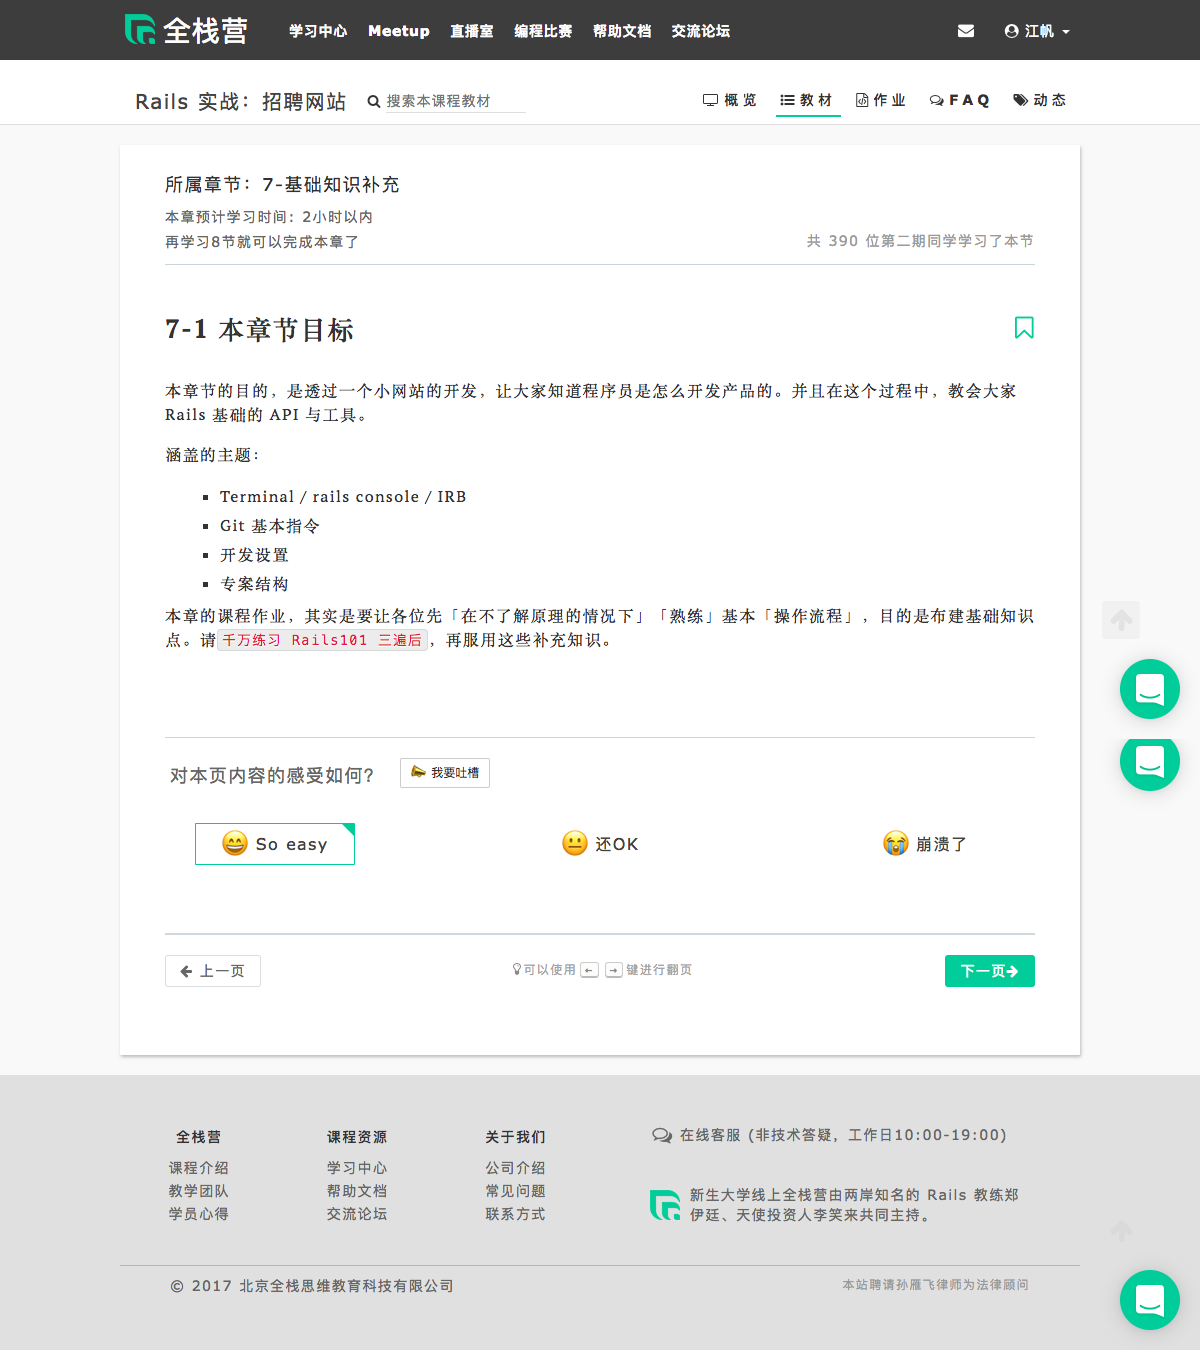 全栈营 学习中心 Meetup 直播室 编程比赛 帮助文档 交流论坛 江帆
Rails 实战：招聘网站 搜索本课程教材 概览 教材 作业 FAQ 动态
所属章节：7-基础知识补充
本章预计学习时间：2小时以内
再学习8节就可以完成本章了 共 390 位第二期同学学习了本节
7-1 本章节目标
本章节的目的，是透过一个小网站的开发，让大家知道程序员是怎么开发产品的。并且在这个过程中，教会大家
Rails 基础的 API 与工具。
涵盖的主题：
Terminal / rails console / IRB
Git 基本指令
开发设置
专案结构
本章的课程作业，其实是要让各位先「在不了解原理的情况下」「熟练」基本「操作流程」，目的是布建基础知识
点。请 千万练习 Rails101 三遍后，再服用这些补充知识。
对本页内容的感受如何? 我要吐槽
So easy 还OK 崩溃了
上一页 可以使用 ← → 键进行翻页 下一页
全栈营 课程资源 关于我们 在线客服 (非技术答疑，工作日10:00-19:00)
课程介绍 学习中心 公司介绍
教学团队 帮助文档 常见问题 新生大学线上全栈营由两岸知名的 Rails 教练郑
学员心得 交流论坛 联系方式 伊廷、天使投资人李笑来共同主持。
© 2017 北京全栈思维教育科技有限公司 本站聘请孙雁飞律师为法律顾问